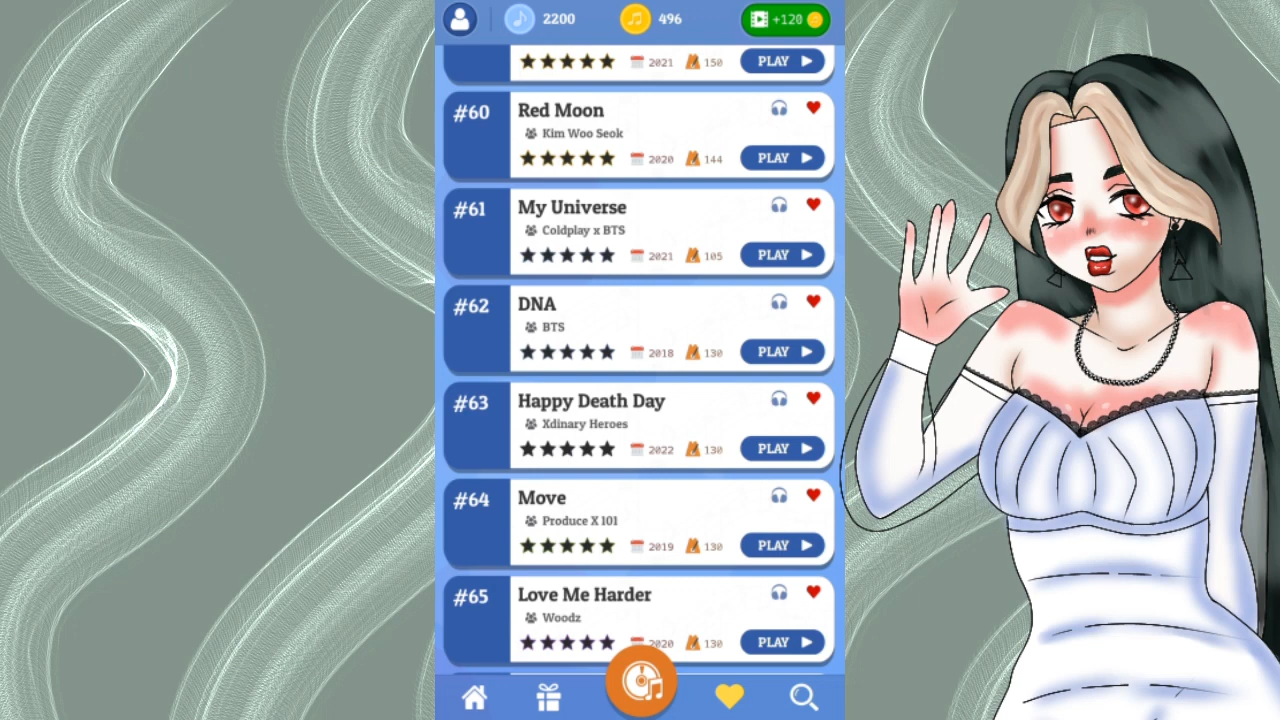 2200 496 +120
2021 150 PLAY
#60 Red Moon
Kim Woo Seok
2020 144 PLAY
#61 My Universe
Coldplay x BTS
2021 105 PLAY
#62 DNA
BTS
2018 130 PLAY
#63 Happy Death Day
Xdinary Heroes
2022 130 PLAY
#64 Move
Produce X 101
2019 130 PLAY
#65 Love Me Harder
Woodz
2020 130 PLAY